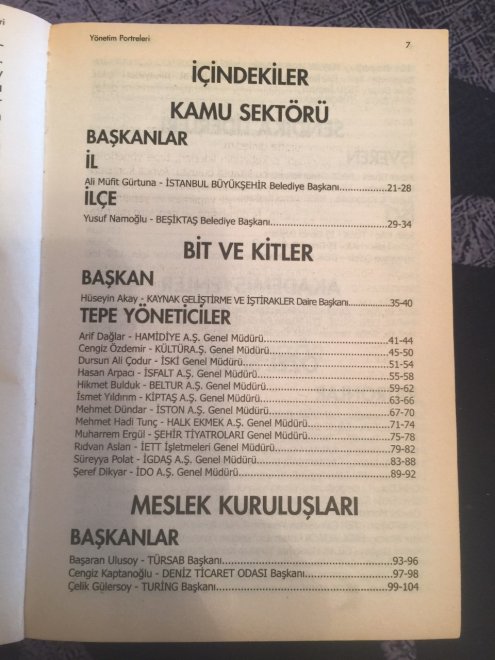 Yönetim Portreleri
7
İÇİNDEKİLER
KAMU SEKTÖRÜ
BAŞKANLAR
İL
Ali Müfit Gürtuna - İSTANBUL BÜYÜKŞEHİR Belediye Başkanı....................21-28
İLÇE
Yusuf Namoğlu - BEŞİKTAŞ Belediye Başkanı................................29-34
BİT VE KİTLER
BAŞKAN
Hüseyin Akay - KAYNAK GELİŞTİRME VE İŞTİRAKLER Daire Başkanı............35-40
TEPE YÖNETİCİLER
Arif Dağlar - HAMİDİYE A.Ş. Genel Müdürü................................41-44
Cengiz Özdemir - KÜLTÜRA.Ş. Genel Müdürü................................45-50
Dursun Ali Çodur - İSKİ Genel Müdürü................................51-54
Hasan Arpacı - İSFALT A.Ş. Genel Müdürü................................55-58
Hikmet Bulduk - BELTUR A.Ş. Genel Müdürü................................59-62
İsmet Yıldırım - KİPTAŞ A.Ş. Genel Müdürü................................63-66
Mehmet Dündar - İSTON A.Ş. Genel Müdürü................................67-70
Mehmet Hadi Tunç - HALK EKMEK A.Ş. Genel Müdürü........................71-74
Muharrem Ergül - ŞEHİR TİYATROLARI Genel Müdürü........................75-78
Rıdvan Aslan - İETT İşletmeleri Genel Müdürü............................79-82
Süreyya Polat - İGDAŞ A.Ş. Genel Müdürü................................83-88
Şeref Dikyar - İDO A.Ş. Genel Müdürü................................89-92
MESLEK KURULUŞLARI
BAŞKANLAR
Başaran Ulusoy - TÜRSAB Başkanı................................93-96
Cengiz Kaptanoğlu - DENİZ TİCARET ODASI Başkanı........................97-98
Çelik Gülersoy - TURİNG Başkanı................................99-104